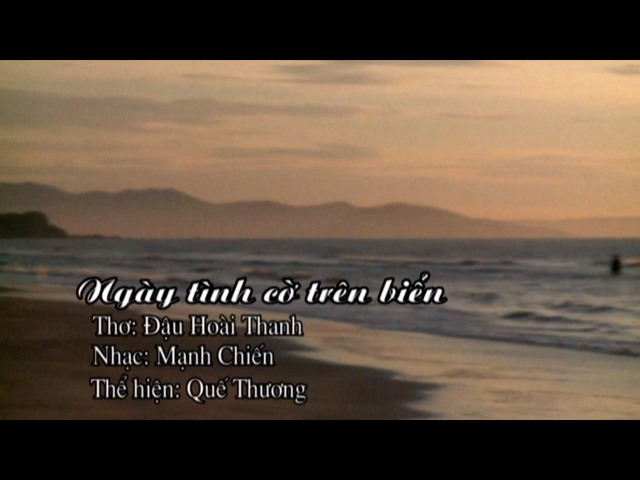 Ngày tình cờ trên biển
Thơ: Đậu Hoài Thanh
Nhạc: Mạnh Chiến
Thể hiện: Quế Thương